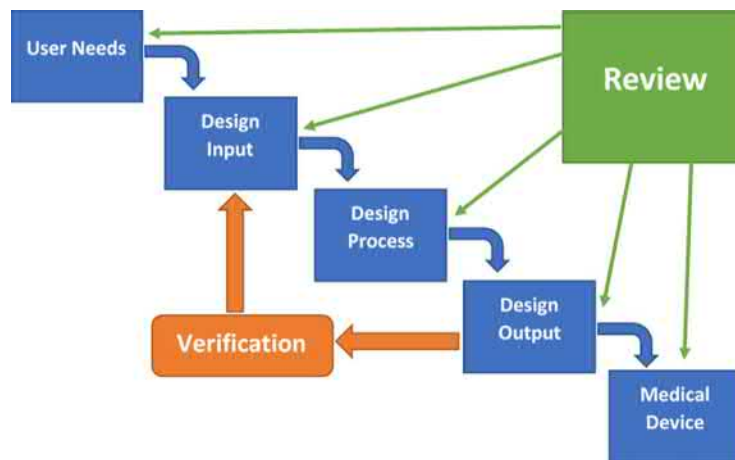 User Needs
Review
Design
Input
Design
Process
Design
Output
Verification
Medical
Device